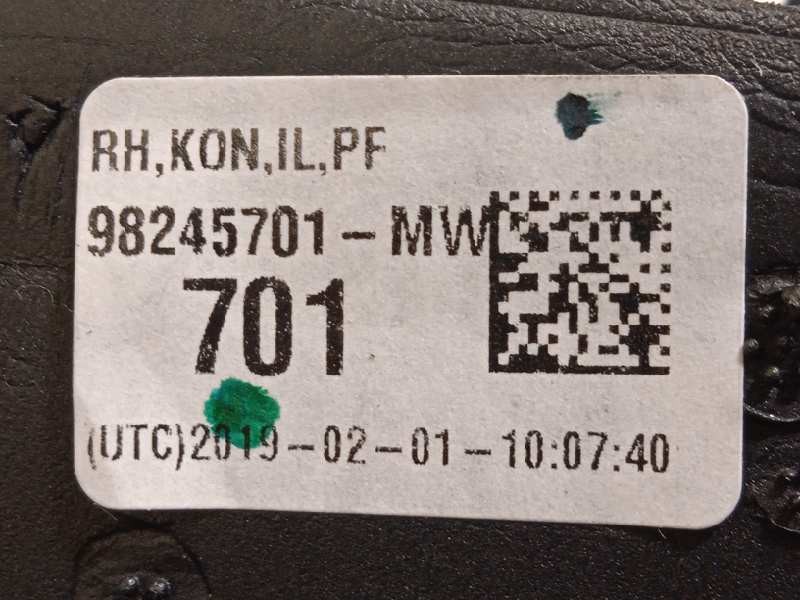 RH,KON,IL,PF
98245701-MW
701
(UTC)2019-02-01-10:07:40